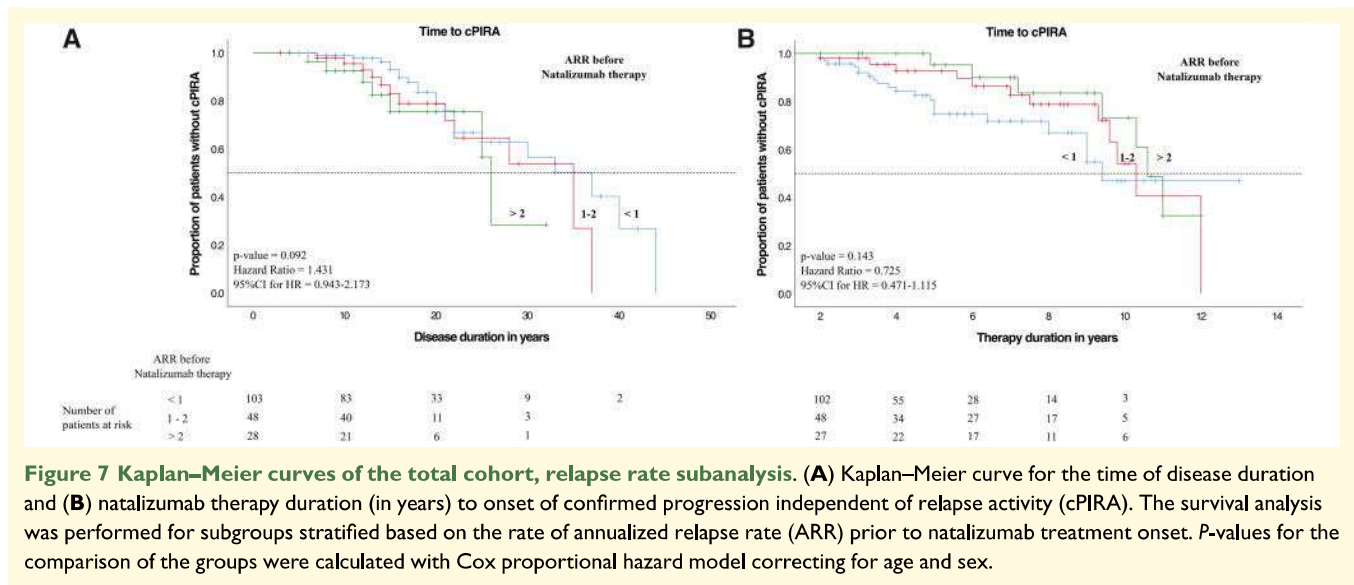 A
Time to cPIRA
ARR before
Natalizumab therapy
Proportion of patients without cPIRA
1.0
0.8
0.6
0.4
0.2
0.0
> 2
1-2
< 1
p-value = 0.092
Hazard Ratio = 1.431
95%CI for HR = 0.943-2.173
0 10 20 30 40 50
Disease duration in years
B
Time to cPIRA
ARR before
Natalizumab therapy
Proportion of patients without cPIRA
1.0
0.8
0.6
0.4
0.2
0.0
< 1
1-2
> 2
p-value = 0.143
Hazard Ratio = 0.725
95%CI for HR = 0.471-1.115
2 4 6 8 10 12 14
Therapy duration in years
ARR before
Natalizumab therapy
Number of
patients at risk
< 1 103 83 33 9 2 102 55 28 14 3
1 - 2 48 40 11 3 48 34 27 17 5
> 2 28 21 6 1 27 22 17 11 6
Figure 7 Kaplan–Meier curves of the total cohort, relapse rate subanalysis. (A) Kaplan–Meier curve for the time of disease duration
and (B) natalizumab therapy duration (in years) to onset of confirmed progression independent of relapse activity (cPIRA). The survival analysis
was performed for subgroups stratified based on the rate of annualized relapse rate (ARR) prior to natalizumab treatment onset. P-values for the
comparison of the groups were calculated with Cox proportional hazard model correcting for age and sex.